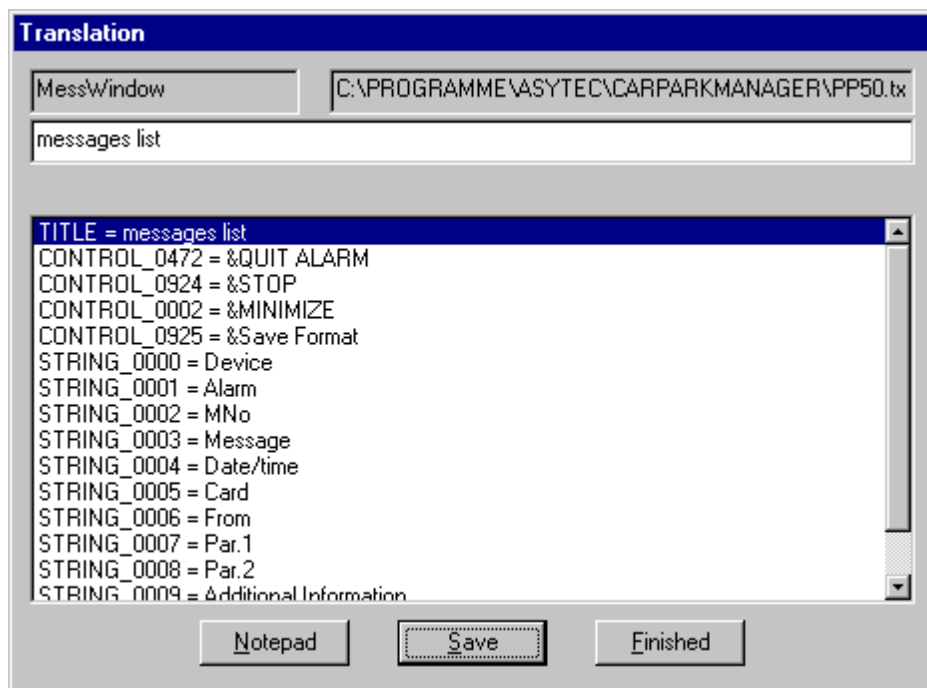 Translation
MessWindow
C:\PROGRAMME\ASYTEC\CARPARKMANAGER\PP50.tx
messages list
TITLE = messages list
CONTROL_0472 = &QUIT ALARM
CONTROL_0924 = &STOP
CONTROL_0002 = &MINIMIZE
CONTROL_0925 = &Save Format
STRING_0000 = Device
STRING_0001 = Alarm
STRING_0002 = MNo
STRING_0003 = Message
STRING_0004 = Date/time
STRING_0005 = Card
STRING_0006 = From
STRING_0007 = Par.1
STRING_0008 = Par.2
STRING_0009 = Additional Information
Notepad Save Finished